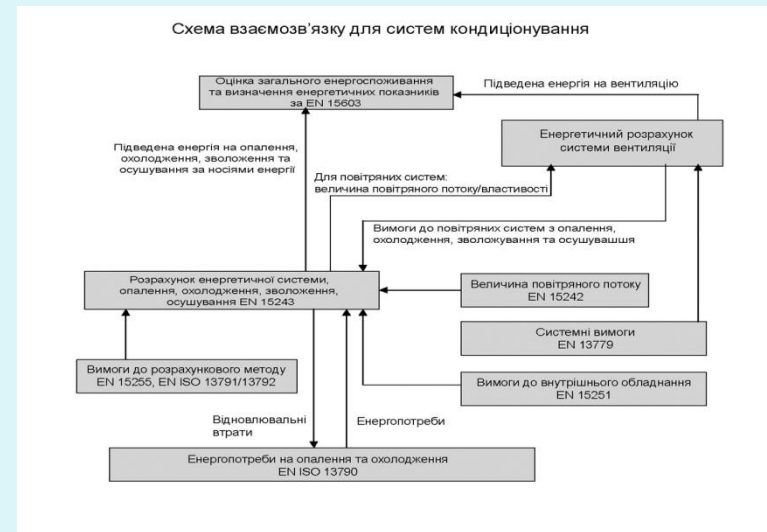 Схема взаємозв’язку для систем кондиціонування
Оцінка загального енергоспоживання
та визначення енергетичних показників
за EN 15603
Підведена енергія на вентиляцію
Енергетичний розрахунок
системи вентиляції
Підведена енергія на опалення,
охолодження, зволоження та
осушування за носіями енергії
Для повітряних систем:
величина повітряного потоку/властивості
Вимоги до повітряних систем з опалення,
охолодження, зволожування та осушувашшя
Розрахунок енергетичної системи,
опалення, охолодження, зволоження,
осушування EN 15243
Величина повітряного потоку
EN 15242
Системні вимоги
EN 13779
Вимоги до розрахункового методу
EN 15255, EN ISO 13791/13792
Вимоги до внутрішнього обладнання
EN 15251
Відновлювальні
втрати
Енергопотреби
Енергопотреби на опалення та охолодження
EN ISO 13790